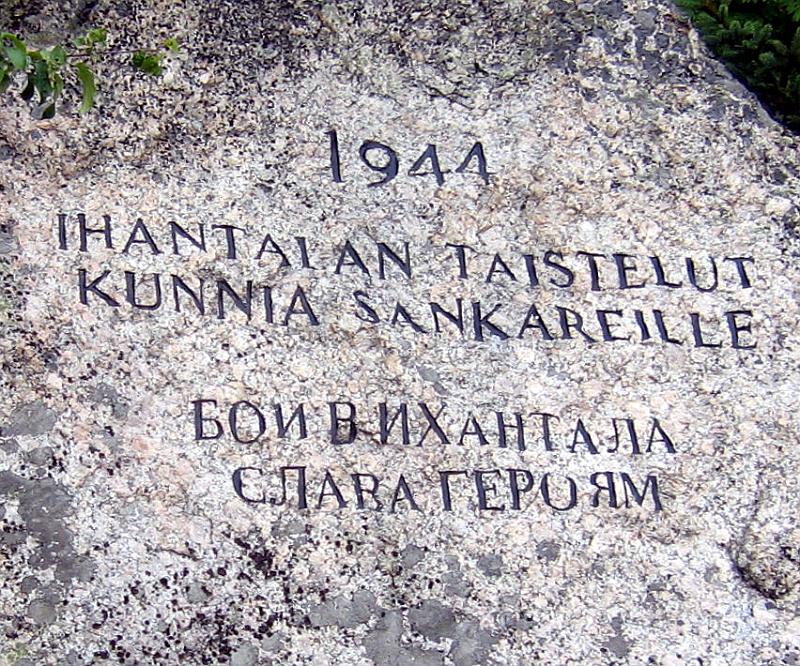 1944
IHANTALAN TAISTELUT
KUNNIA SANKAREILLE
БОИ В ИХАНТАЛА
СЛАВА ГЕРОЯМ